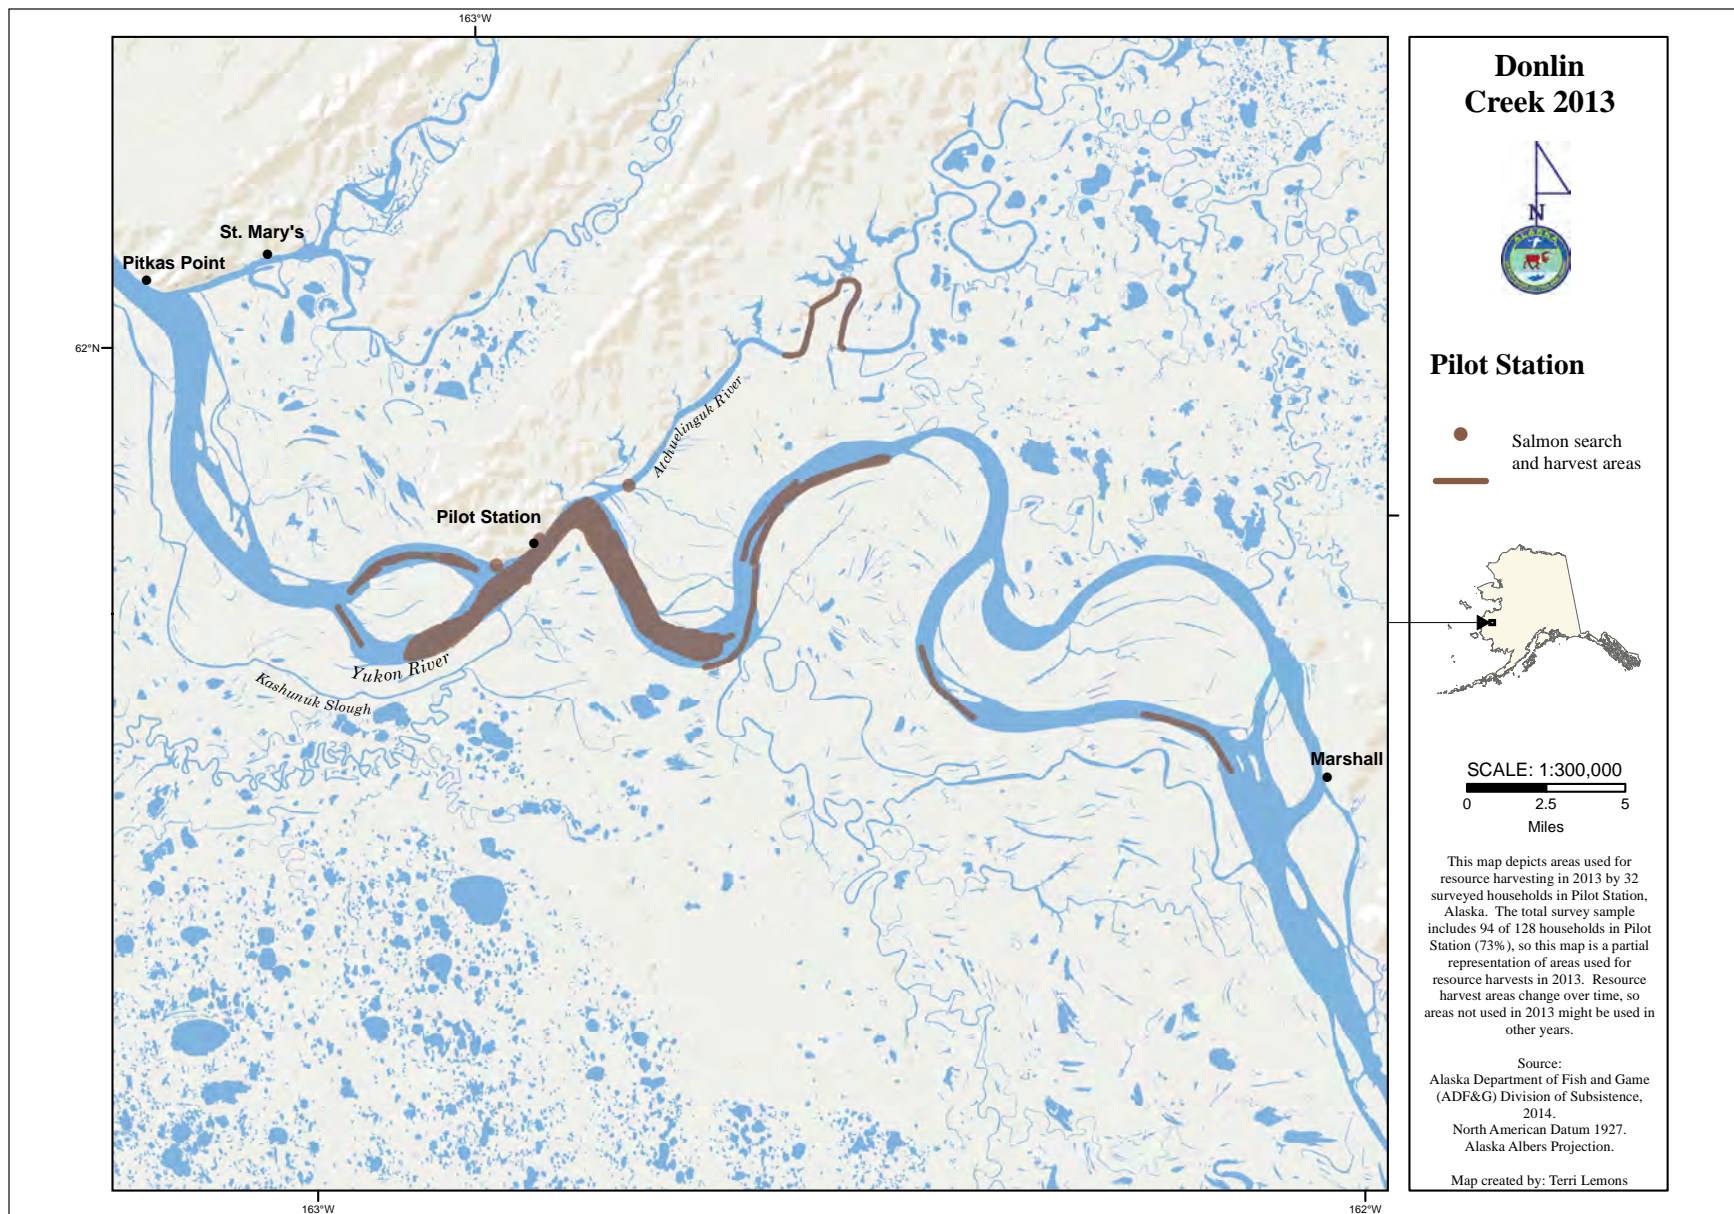 163°W
Donlin
Creek 2013
N
ALASKA
St. Mary's
Pitkas Point
62°N
Pilot Station
Atchuelinguk River
Salmon search
and harvest areas
Pilot Station
Yukon River
Kashunuk Slough
Marshall
SCALE: 1:300,000
0 2.5 5
Miles
This map depicts areas used for
resource harvesting in 2013 by 32
surveyed households in Pilot Station,
Alaska. The total survey sample
includes 94 of 128 households in Pilot
Station (73%), so this map is a partial
representation of areas used for
resource harvests in 2013. Resource
harvest areas change over time, so
areas not used in 2013 might be used in
other years.
Source:
Alaska Department of Fish and Game
(ADF&G) Division of Subsistence,
2014.
North American Datum 1927.
Alaska Albers Projection.
Map created by: Terri Lemons
163°W
162°W